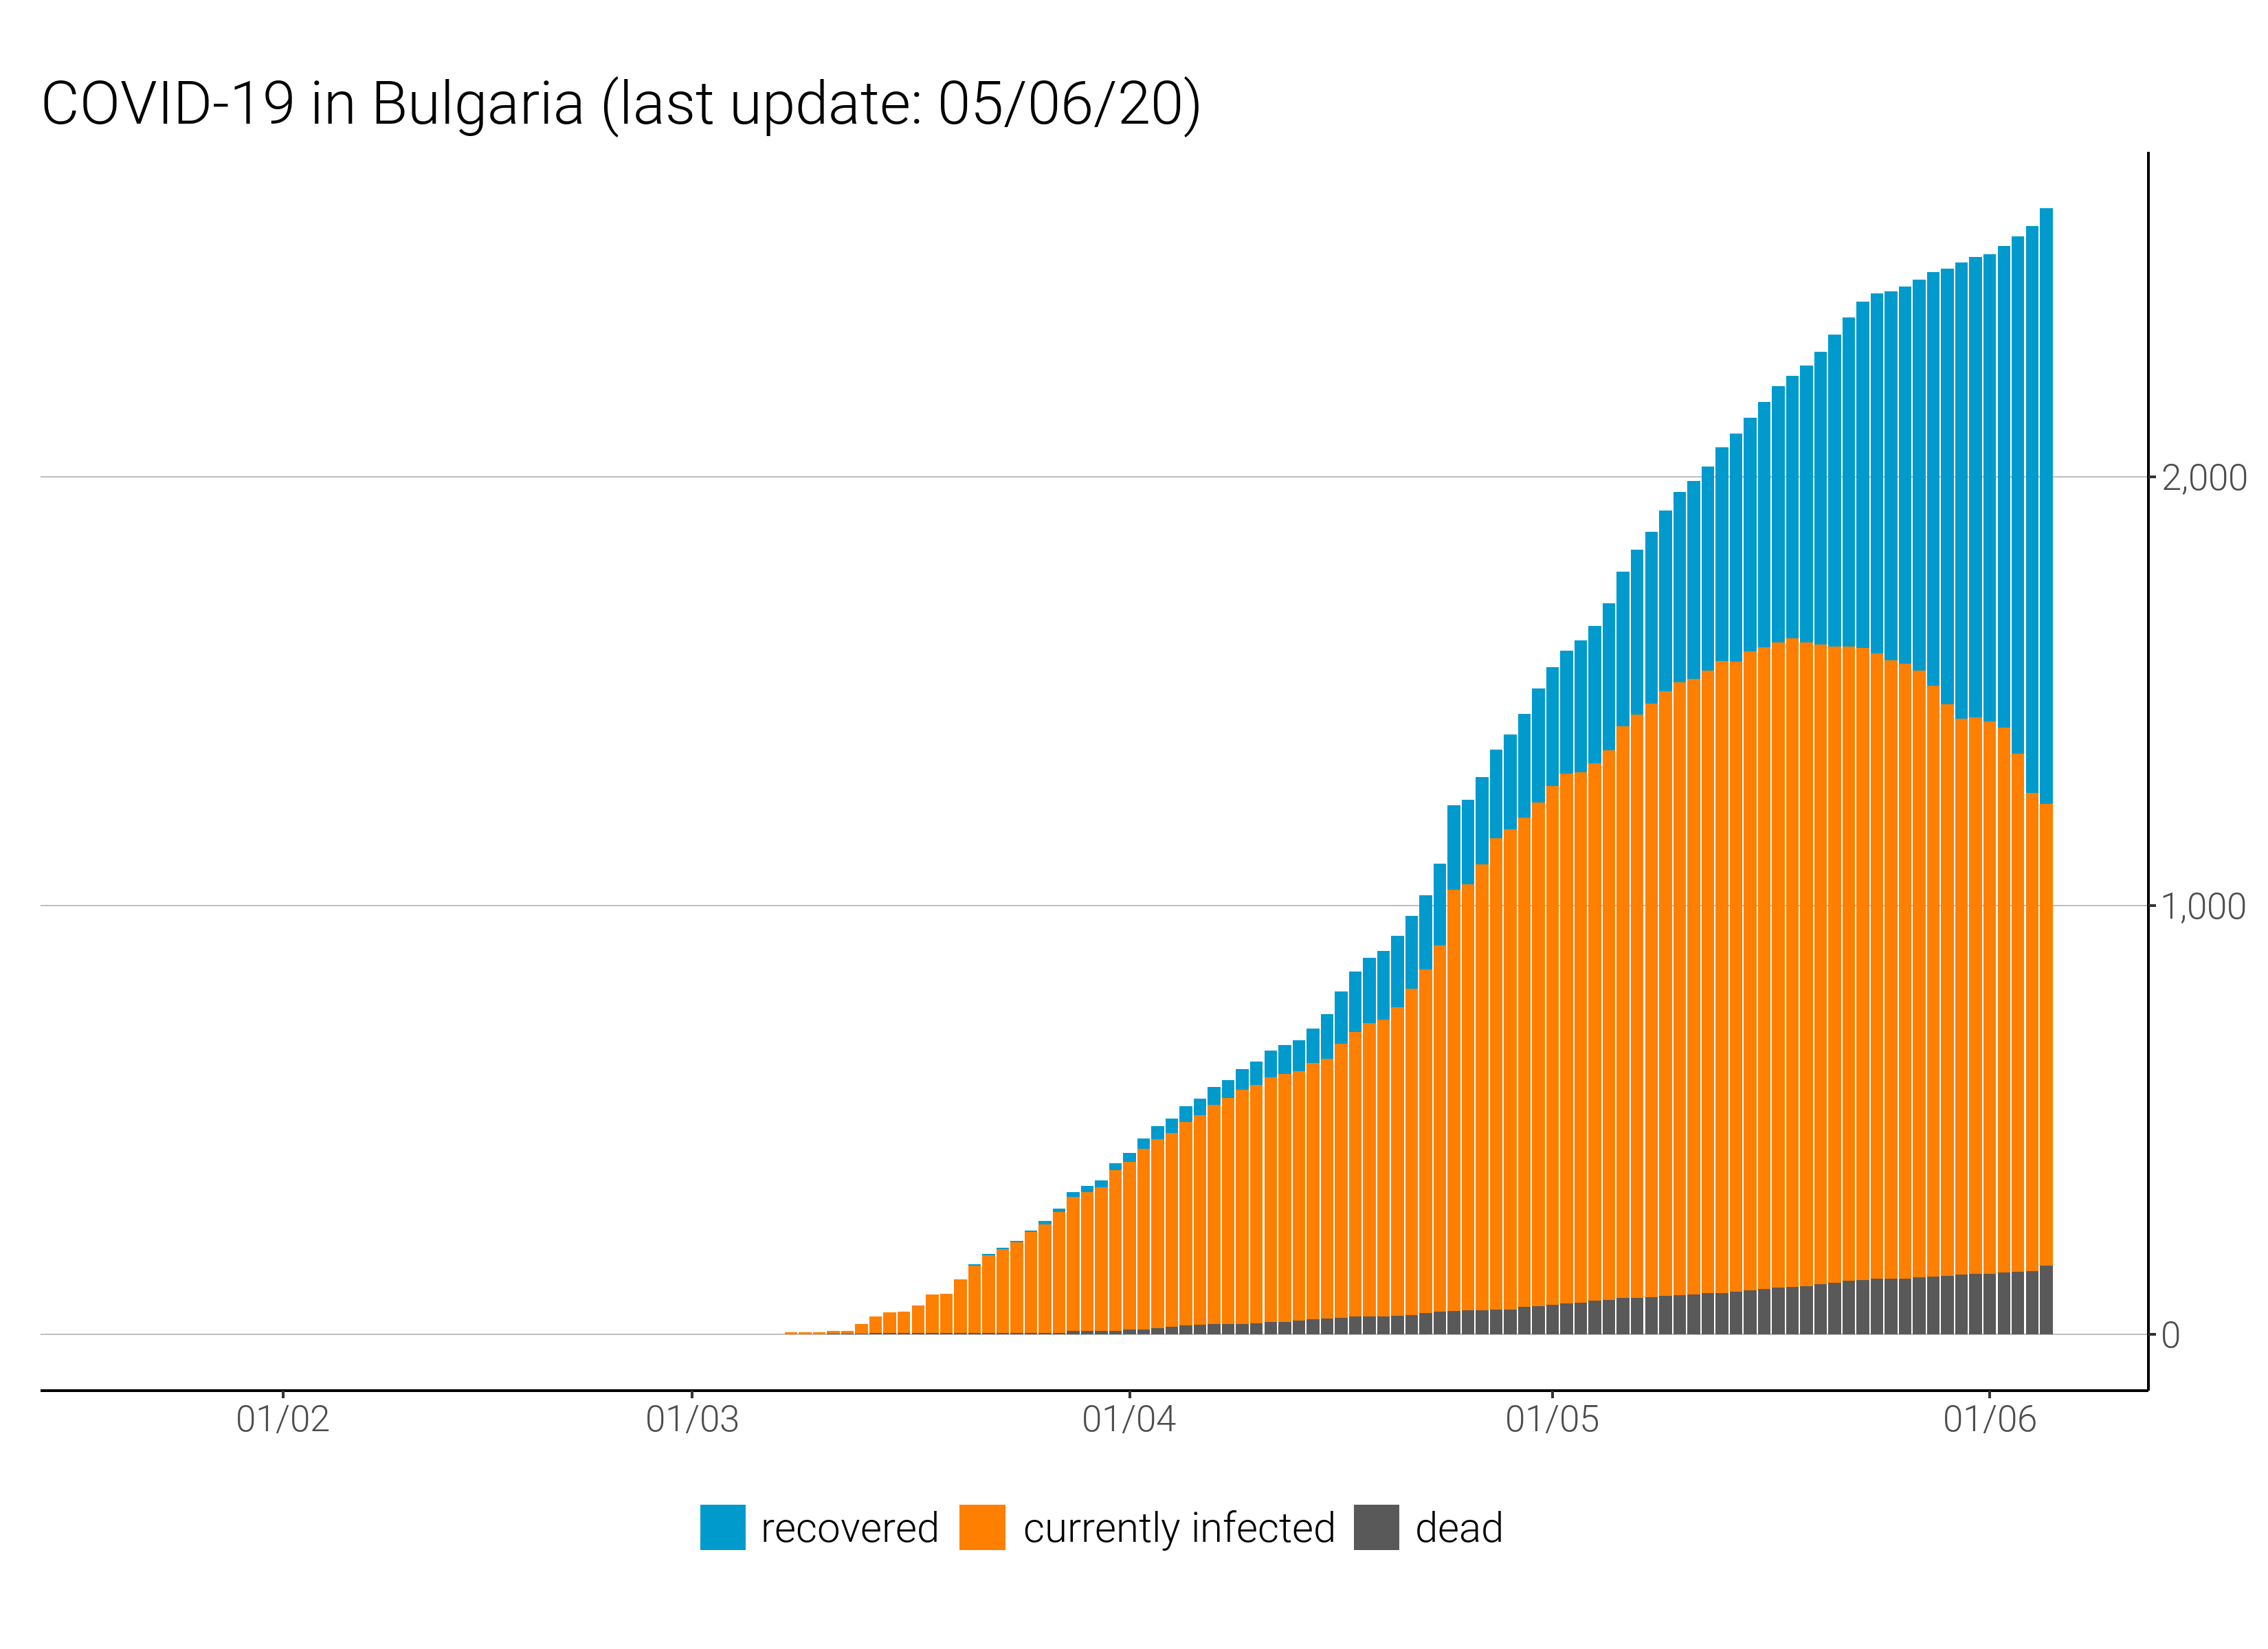 COVID-19 in Bulgaria (last update: 05/06/20)
2,000
1,000
0
01/02 01/03 01/04 01/05 01/06
recovered currently infected dead